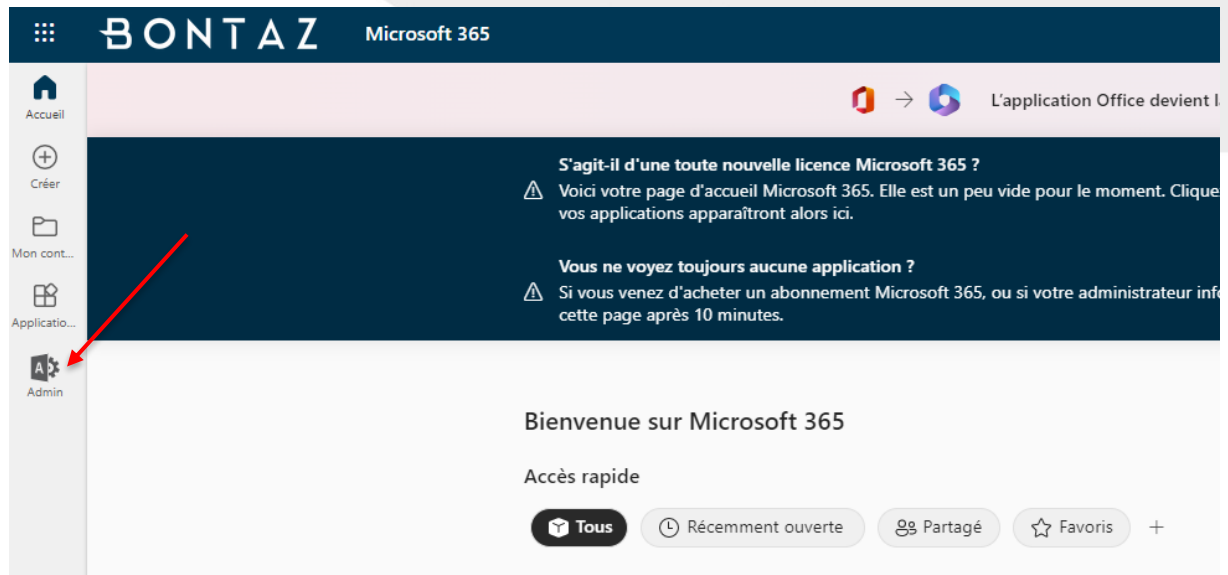 BONTAZ Microsoft 365
Accueil
Créer
Mon cont...
Applicatio...
Admin
L'application Office devient
S'agit-il d'une toute nouvelle licence Microsoft 365 ?
Voici votre page d'accueil Microsoft 365. Elle est un peu vide pour le moment.
vos applications apparaîtront alors ici.
Vous ne voyez toujours aucune application ?
Si vous venez d'acheter un abonnement Microsoft 365, ou si votre administrateur
cette page après 10 minutes.
Bienvenue sur Microsoft 365
Accès rapide
Tous Récemment ouverte Partagé Favoris +